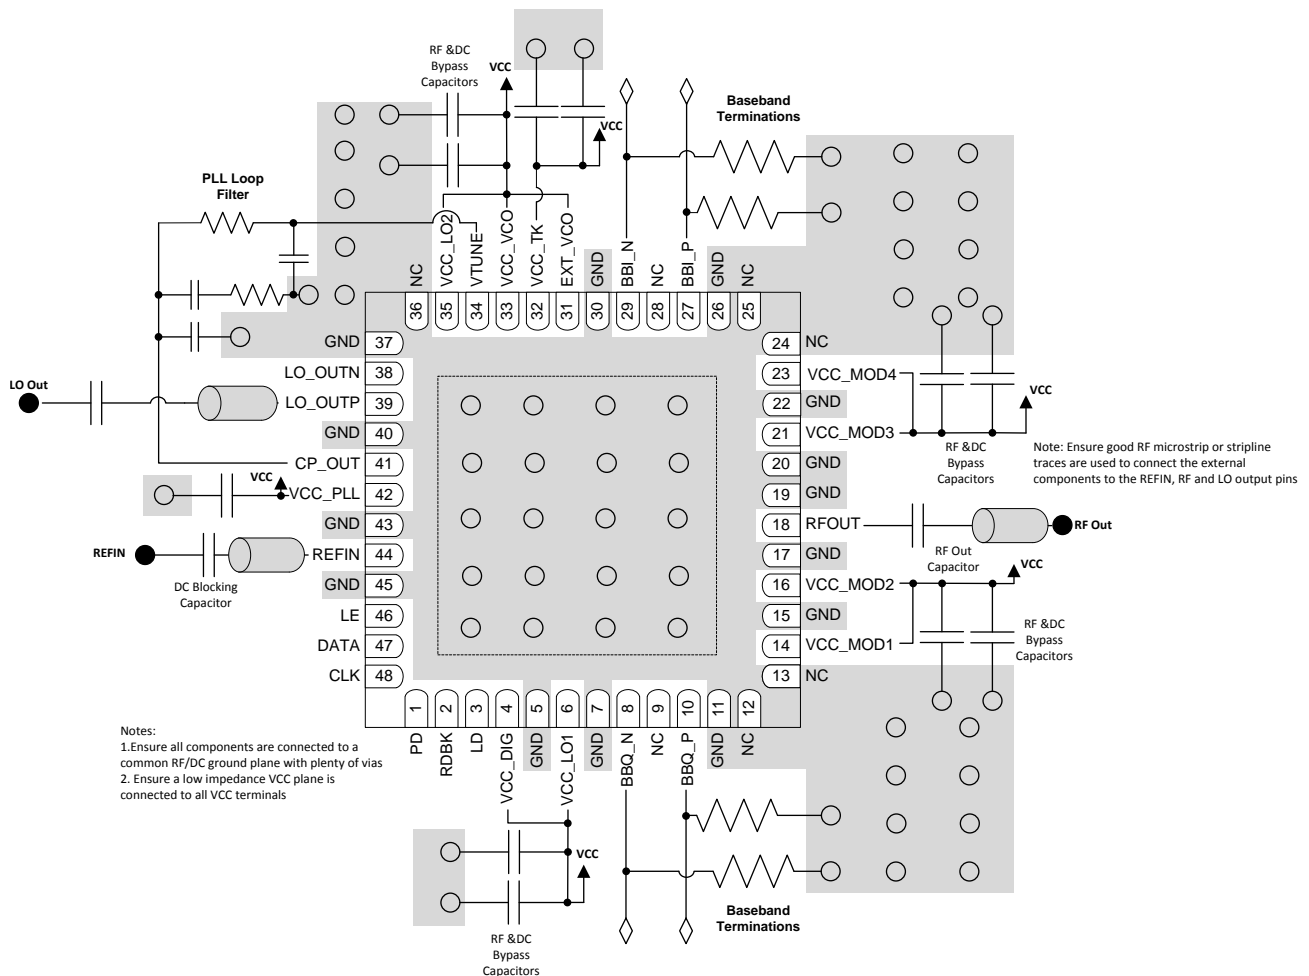 RF &DC
Bypass
Capacitors
VCC
VCC
Baseband
Terminations
PLL Loop
Filter
NC
VCC_LO2
VTUNE
VCC_VCO
VCC_TK
EXT_VCO
GND
BBI_N
NC
BBI_P
GND
NC
36
35
34
33
32
31
30
29
28
27
26
25
GND
37
LO_OUTN
38
LO Out
LO_OUTP
39
GND
40
CP_OUT
41
VCC
VCC_PLL
42
GND
43
REFIN
REFIN
44
DC Blocking
Capacitor
GND
45
LE
46
DATA
47
CLK
48
24
NC
23
VCC_MOD4
22
GND
21
VCC_MOD3
20
GND
19
GND
18
RFOUT
17
GND
16
VCC_MOD2
15
GND
14
VCC_MOD1
13
NC
VCC
RF &DC
Bypass
Capacitors
Note: Ensure good RF microstrip or stripline
traces are used to connect the external
components to the REFIN, RF and LO output pins
RF Out
RF Out
Capacitor
VCC
RF &DC
Bypass
Capacitors
1
2
3
4
5
6
7
8
9
10
11
12
PD
RDBK
LD
VCC_DIG
GND
VCC_LO1
GND
BBQ_N
NC
BBQ_P
GND
NC
Notes:
1.Ensure all components are connected to a
common RF/DC ground plane with plenty of vias
2. Ensure a low impedance VCC plane is
connected to all VCC terminals
VCC
Baseband
Terminations
RF &DC
Bypass
Capacitors